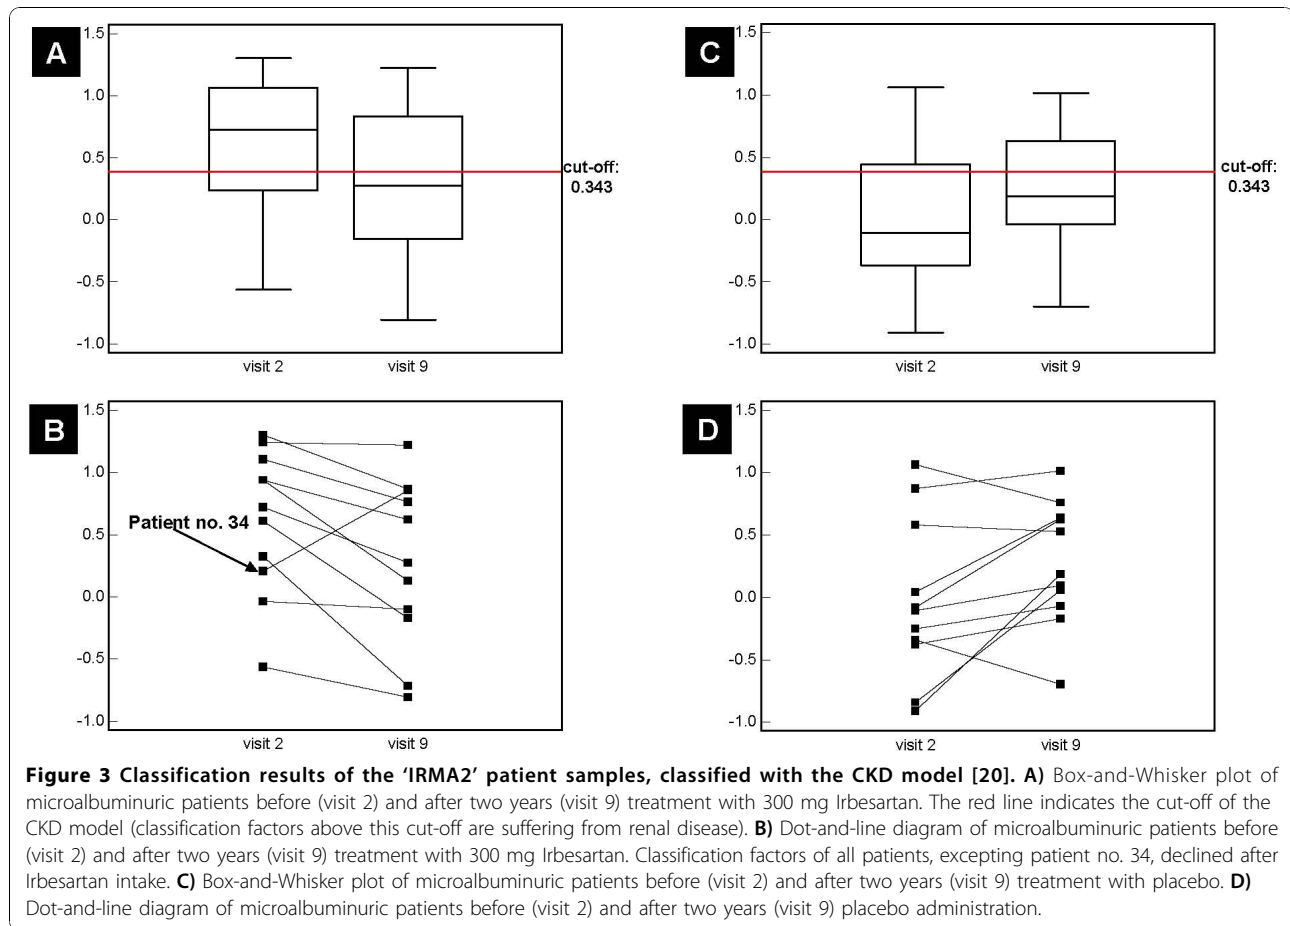 A
1.5
1.0
0.5
0.0
-0.5
-1.0
visit 2 visit 9
cut-off:
0.343
C
1.5
1.0
0.5
0.0
-0.5
-1.0
visit 2 visit 9
cut-off:
0.343
B
1.5
1.0
0.5
0.0
-0.5
-1.0
Patient no. 34
visit 2 visit 9
D
1.5
1.0
0.5
0.0
-0.5
-1.0
visit 2 visit 9
Figure 3 Classification results of the ‘IRMA2’ patient samples, classified with the CKD model [20]. A) Box-and-Whisker plot of
microalbuminuric patients before (visit 2) and after two years (visit 9) treatment with 300 mg Irbesartan. The red line indicates the cut-off of the
CKD model (classification factors above this cut-off are suffering from renal disease). B) Dot-and-line diagram of microalbuminuric patients before
(visit 2) and after two years (visit 9) treatment with 300 mg Irbesartan. Classification factors of all patients, excepting patient no. 34, declined after
Irbesartan intake. C) Box-and-Whisker plot of microalbuminuric patients before (visit 2) and after two years (visit 9) treatment with placebo. D)
Dot-and-line diagram of microalbuminuric patients before (visit 2) and after two years (visit 9) placebo administration.